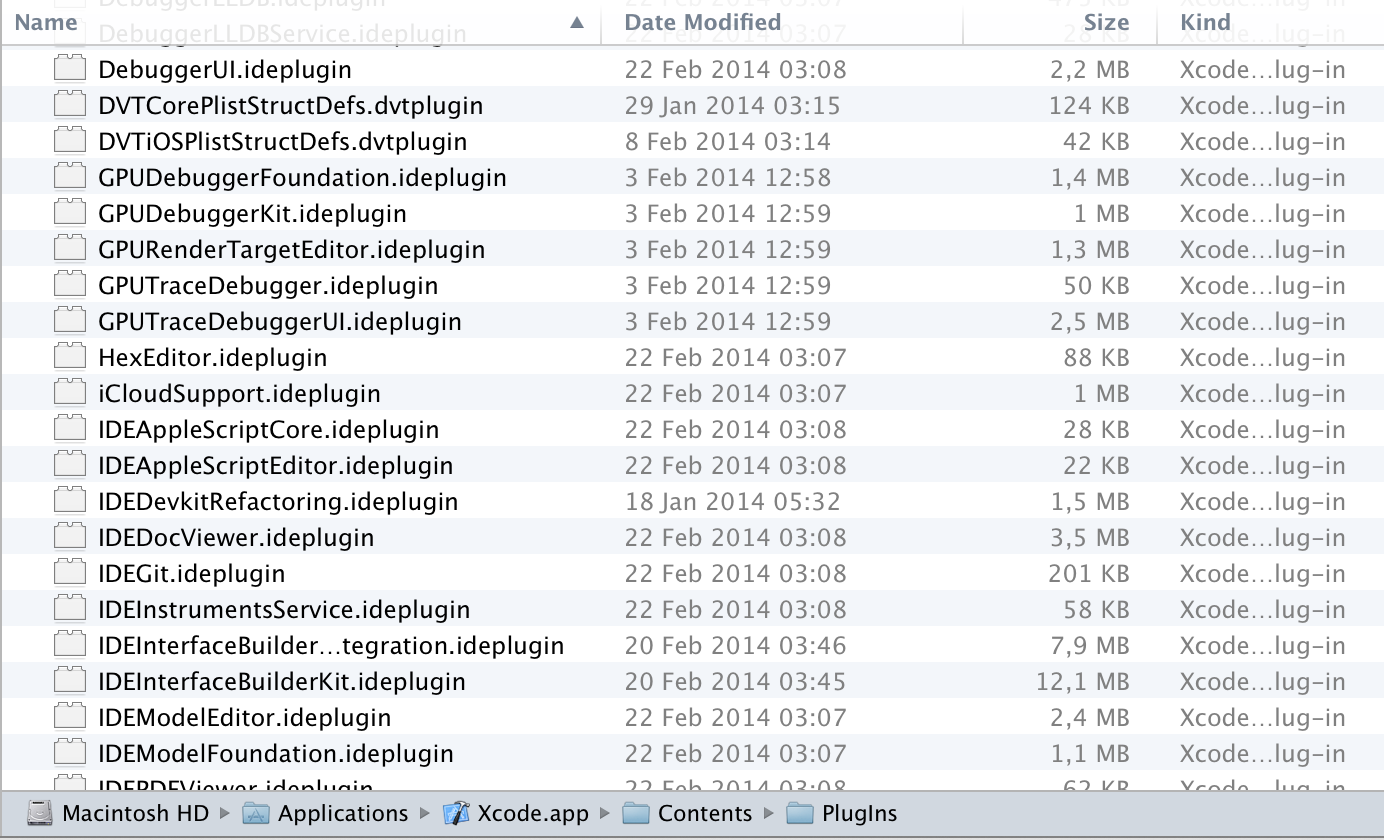 DebuggerLLDB.ideplugin 475 KB
Name Date Modified Size Kind
DebuggerLLDBService.ideplugin 22 Feb 2014 03:07 28 KB Xcode…lug-in
DebuggerUI.ideplugin 22 Feb 2014 03:08 2,2 MB Xcode…lug-in
DVTCorePlistStructDefs.dvtplugin 29 Jan 2014 03:15 124 KB Xcode…lug-in
DVTiOSPlistStructDefs.dvtplugin 8 Feb 2014 03:14 42 KB Xcode…lug-in
GPUDebuggerFoundation.ideplugin 3 Feb 2014 12:58 1,4 MB Xcode…lug-in
GPUDebuggerKit.ideplugin 3 Feb 2014 12:59 1 MB Xcode…lug-in
GPURenderTargetEditor.ideplugin 3 Feb 2014 12:59 1,3 MB Xcode…lug-in
GPUTraceDebugger.ideplugin 3 Feb 2014 12:59 50 KB Xcode…lug-in
GPUTraceDebuggerUI.ideplugin 3 Feb 2014 12:59 2,5 MB Xcode…lug-in
HexEditor.ideplugin 22 Feb 2014 03:07 88 KB Xcode…lug-in
iCloudSupport.ideplugin 22 Feb 2014 03:07 1 MB Xcode…lug-in
IDEAppleScriptCore.ideplugin 22 Feb 2014 03:08 28 KB Xcode…lug-in
IDEAppleScriptEditor.ideplugin 22 Feb 2014 03:08 22 KB Xcode…lug-in
IDEDevkitRefactoring.ideplugin 18 Jan 2014 05:32 1,5 MB Xcode…lug-in
IDEDocViewer.ideplugin 22 Feb 2014 03:08 3,5 MB Xcode…lug-in
IDEGit.ideplugin 22 Feb 2014 03:08 201 KB Xcode…lug-in
IDEInstrumentsService.ideplugin 22 Feb 2014 03:08 58 KB Xcode…lug-in
IDEInterfaceBuilder…tegration.ideplugin 20 Feb 2014 03:46 7,9 MB Xcode…lug-in
IDEInterfaceBuilderKit.ideplugin 20 Feb 2014 03:45 12,1 MB Xcode…lug-in
IDEModelEditor.ideplugin 22 Feb 2014 03:07 2,4 MB Xcode…lug-in
IDEModelFoundation.ideplugin 22 Feb 2014 03:07 1,1 MB Xcode…lug-in
IDEPDFViewer.ideplugin 22 Feb 2014 03:08 62 KB Xcode…lug-in
Macintosh HD Applications Xcode.app Contents PlugIns